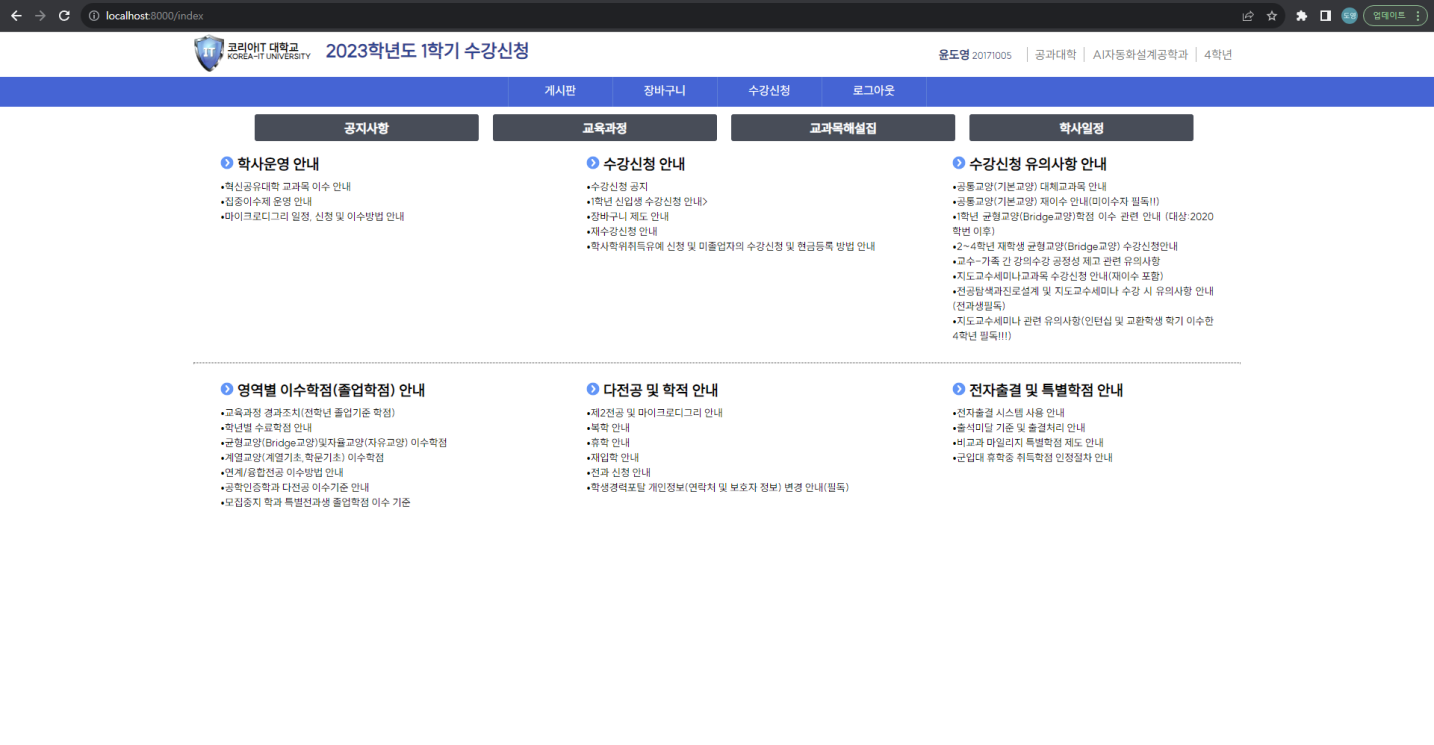 localhost:8000/index
도영
업데이트
IT
코리아IT 대학교
KOREA-IT UNIVERSITY
2023학년도 1학기 수강신청
윤도영 20171005 공과대학 AI자동화설계공학과 4학년
게시판 장바구니 수강신청 로그아웃
공지사항 교육과정 교과목해설집 학사일정
학사운영 안내
•혁신공유대학 교과목 이수 안내
•집중이수제 운영 안내
•마이크로디그리 일정, 신청 및 이수방법 안내
수강신청 안내
•수강신청 공지
•1학년 신입생 수강신청 안내>
•장바구니 제도 안내
•재수강신청 안내
•학사학위취득유예 신청 및 미졸업자의 수강신청 및 현금등록 방법 안내
수강신청 유의사항 안내
•공통교양(기본교양) 대체교과목 안내
•공통교양(기본교양) 재이수 안내(미이수자 필독!!)
•1학년 균형교양(Bridge교양)학점 이수 관련 안내 (대상:2020
학번 이후)
•2~4학년 재학생 균형교양(Bridge교양) 수강신청안내
•교수-가족 간 강의수강 공정성 제고 관련 유의사항
•지도교수세미나교과목 수강신청 안내(재이수 포함)
•전공탐색과진로설계 및 지도교수세미나 수강 시 유의사항 안내
(전과생필독)
•지도교수세미나 관련 유의사항(인턴십 및 교환학생 학기 이수한
4학년 필독!!!)
영역별 이수학점(졸업학점) 안내
•교육과정 경과조치(전학년 졸업기준 학점)
•학년별 수료학점 안내
•균형교양(Bridge교양)및자율교양(자유교양) 이수학점
•계열교양(계열기초,학문기초) 이수학점
•연계/융합전공 이수방법 안내
•공학인증학과 다전공 이수기준 안내
•모집중지 학과 특별전과생 졸업학점 이수 기준
다전공 및 학적 안내
•제2전공 및 마이크로디그리 안내
•복학 안내
•휴학 안내
•재입학 안내
•전과 신청 안내
•학생경력포탈 개인정보(연락처 및 보호자 정보) 변경 안내(필독)
전자출결 및 특별학점 안내
•전자출결 시스템 사용 안내
•출석미달 기준 및 출결처리 안내
•비교과 마일리지 특별학점 제도 안내
•군입대 휴학중 취득학점 인정절차 안내